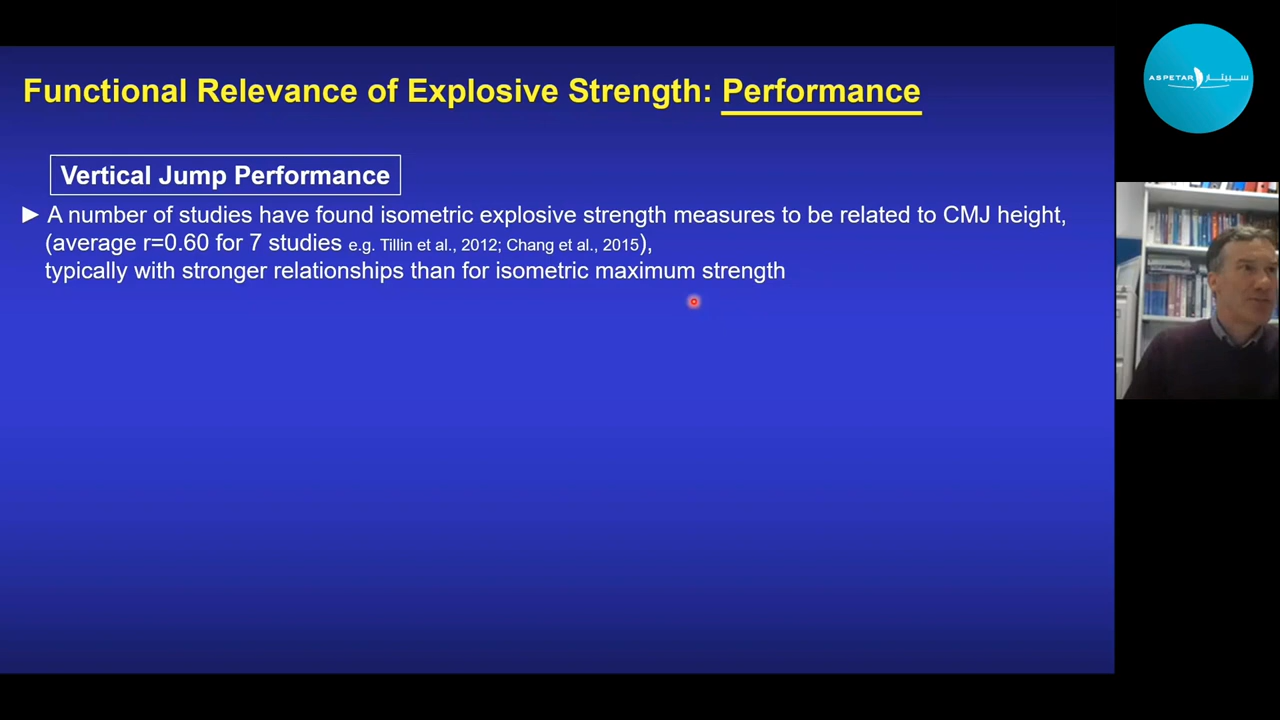 Functional Relevance of Explosive Strength: Performance
Vertical Jump Performance
► A number of studies have found isometric explosive strength measures to be related to CMJ height,
(average r=0.60 for 7 studies e.g. Tillin et al., 2012; Chang et al., 2015),
typically with stronger relationships than for isometric maximum strength
ASPETAR سبيتار